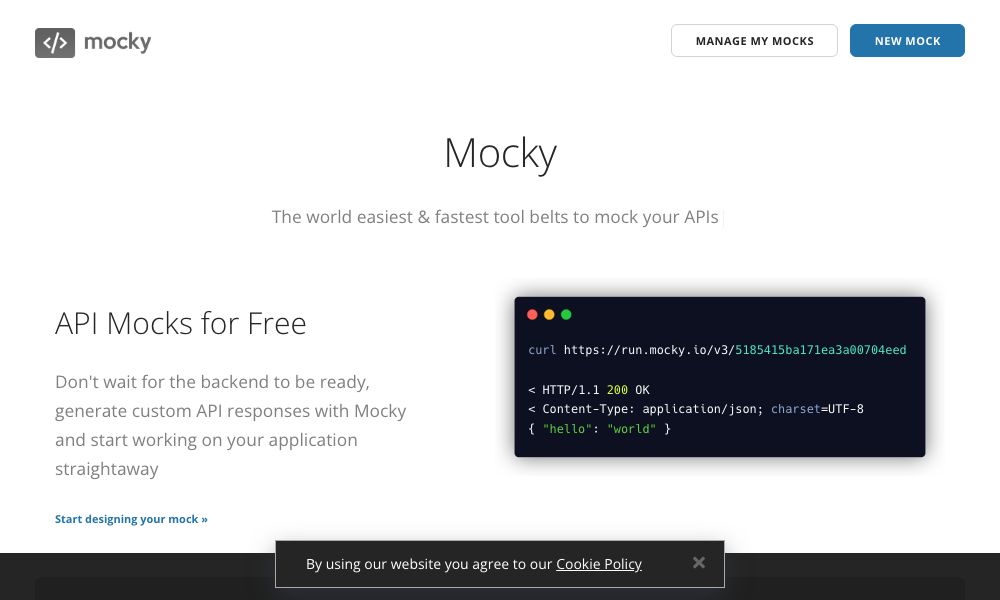 mocky
MANAGE MY MOCKS
NEW MOCK
Mocky
The world easiest & fastest tool belts to mock your APIs
API Mocks for Free
Don't wait for the backend to be ready,
generate custom API responses with Mocky
and start working on your application
straightaway
Start designing your mock »
curl https://run.mocky.io/v3/5185415ba171ea3a00704eed
< HTTP/1.1 200 OK
< Content-Type: application/json; charset=UTF-8
{ "hello": "world" }
By using our website you agree to our Cookie Policy